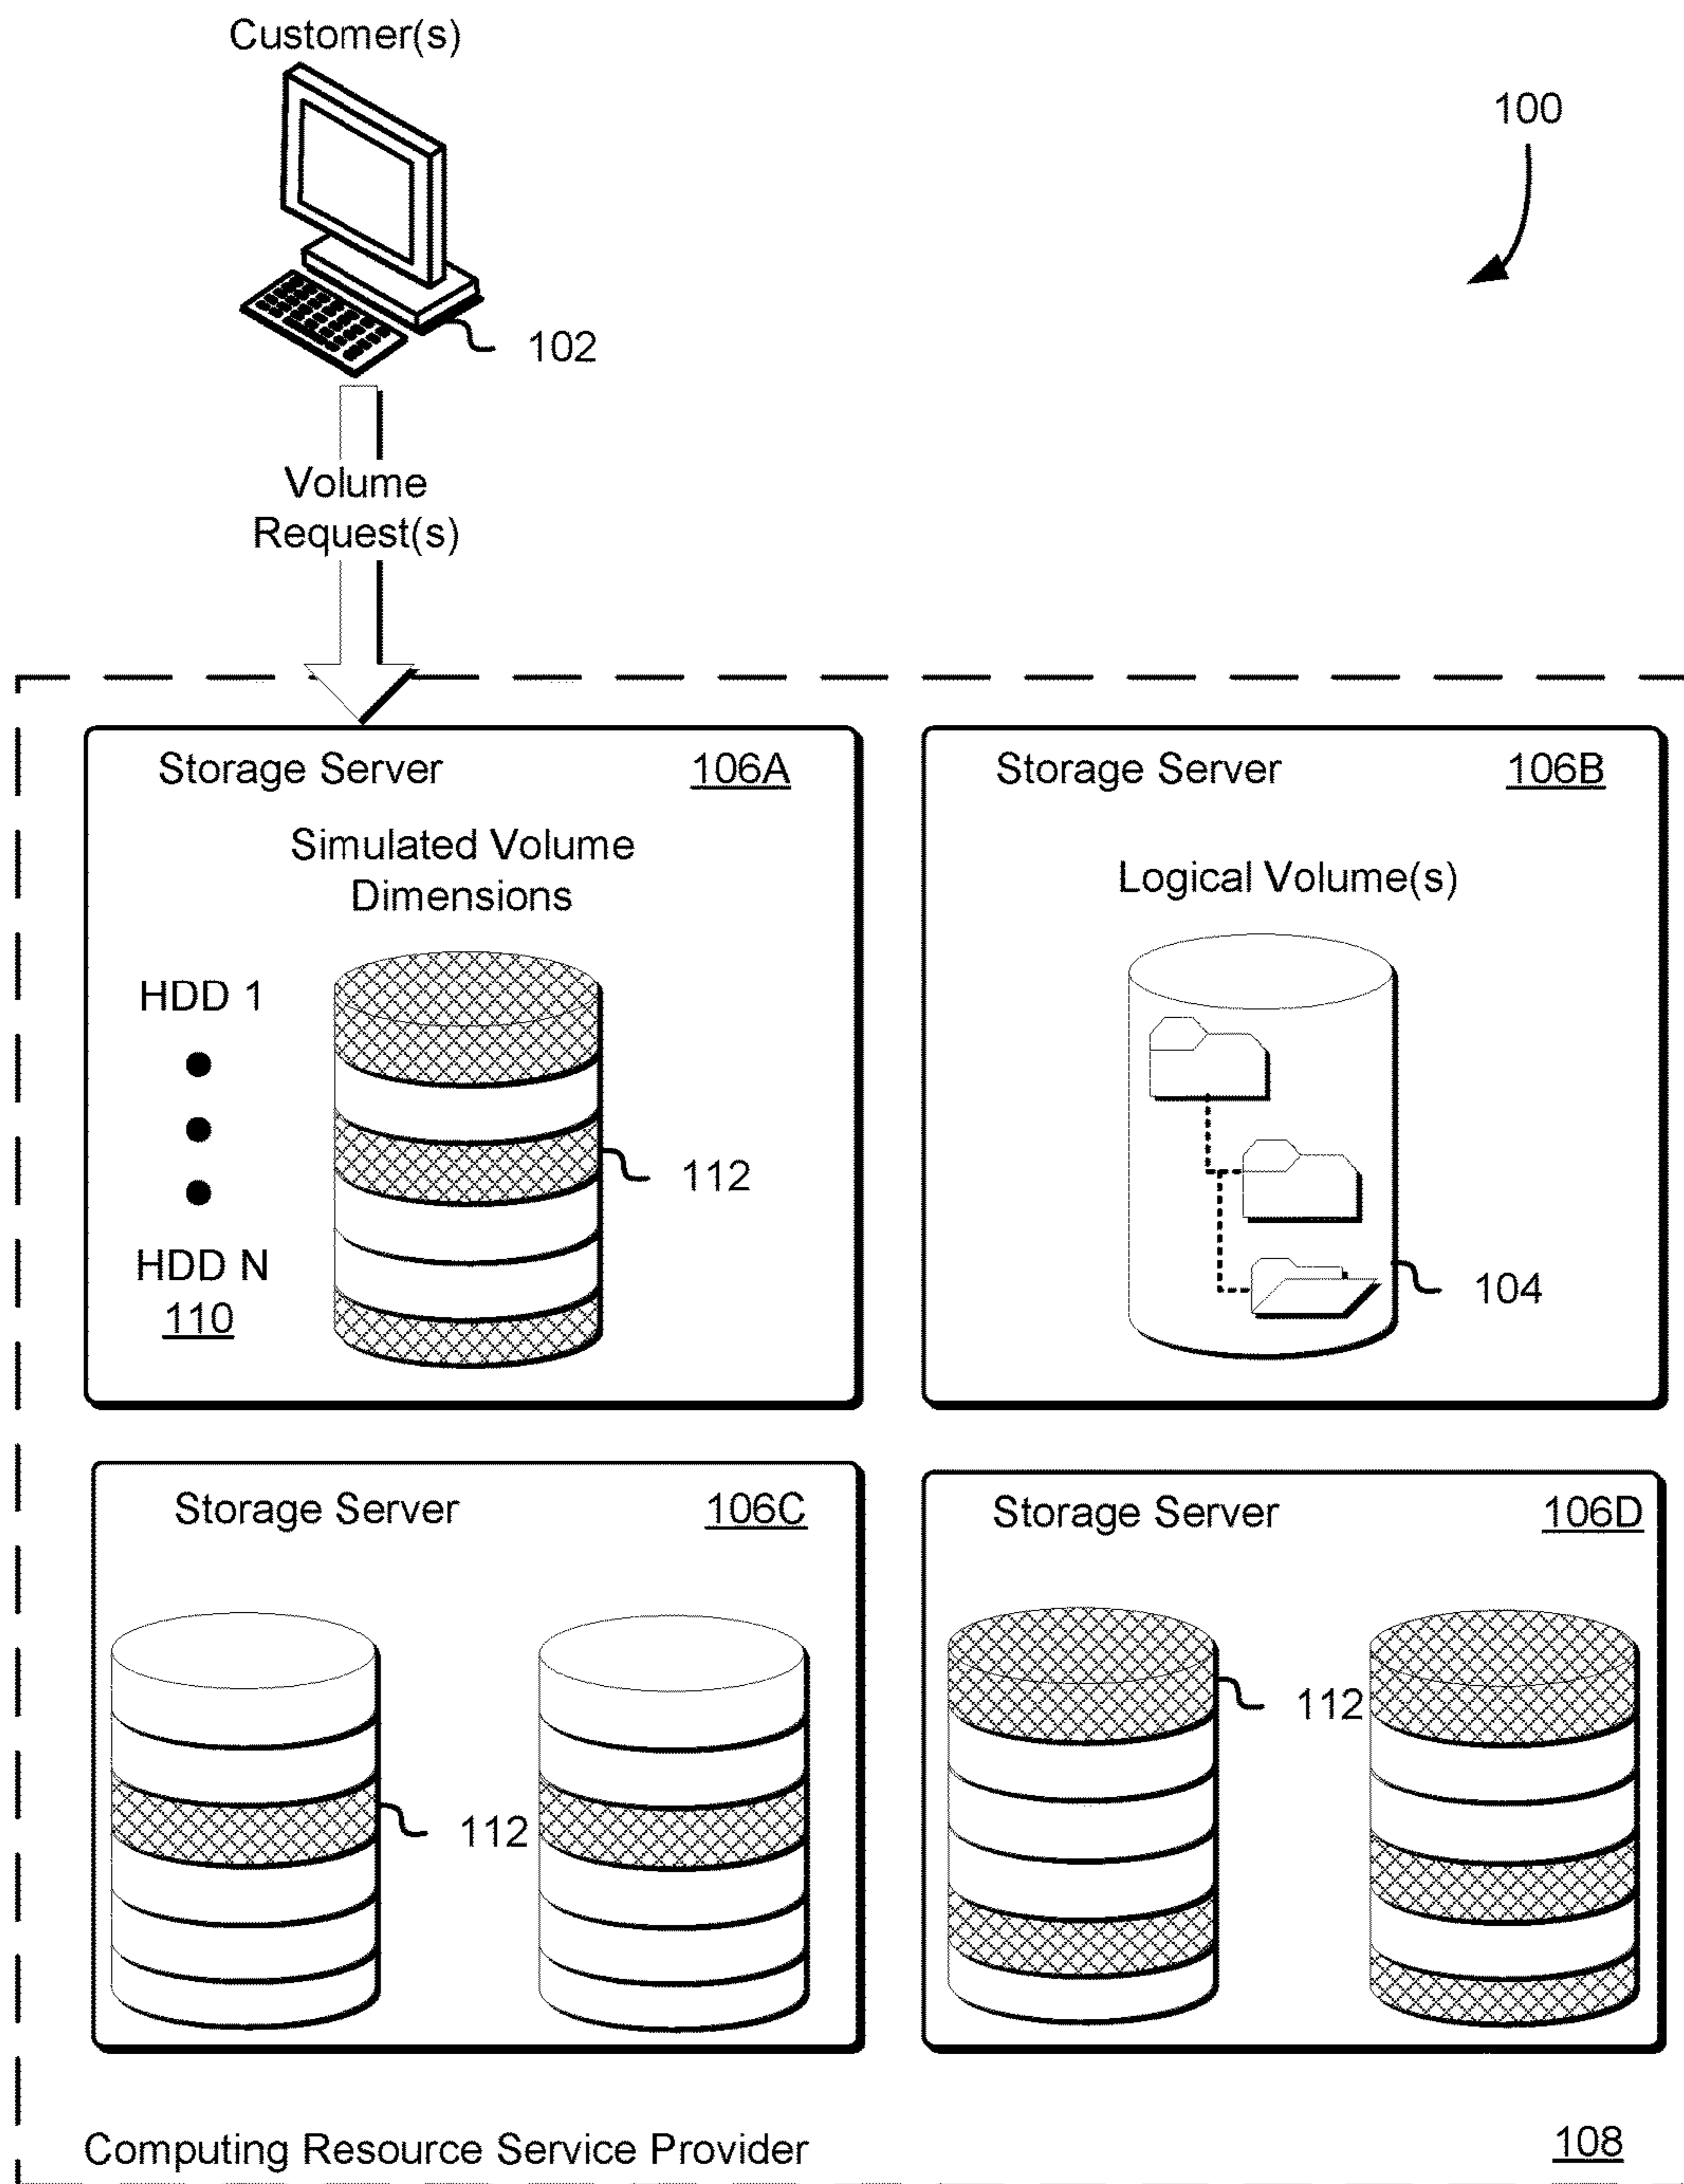 Customer(s)
100
102
Volume
Request(s)
Storage Server 106A
Simulated Volume
Dimensions
HDD 1
112
HDD N
110
Storage Server 106B
Logical Volume(s)
104
Storage Server 106C
112
Storage Server 106D
112
Computing Resource Service Provider 108